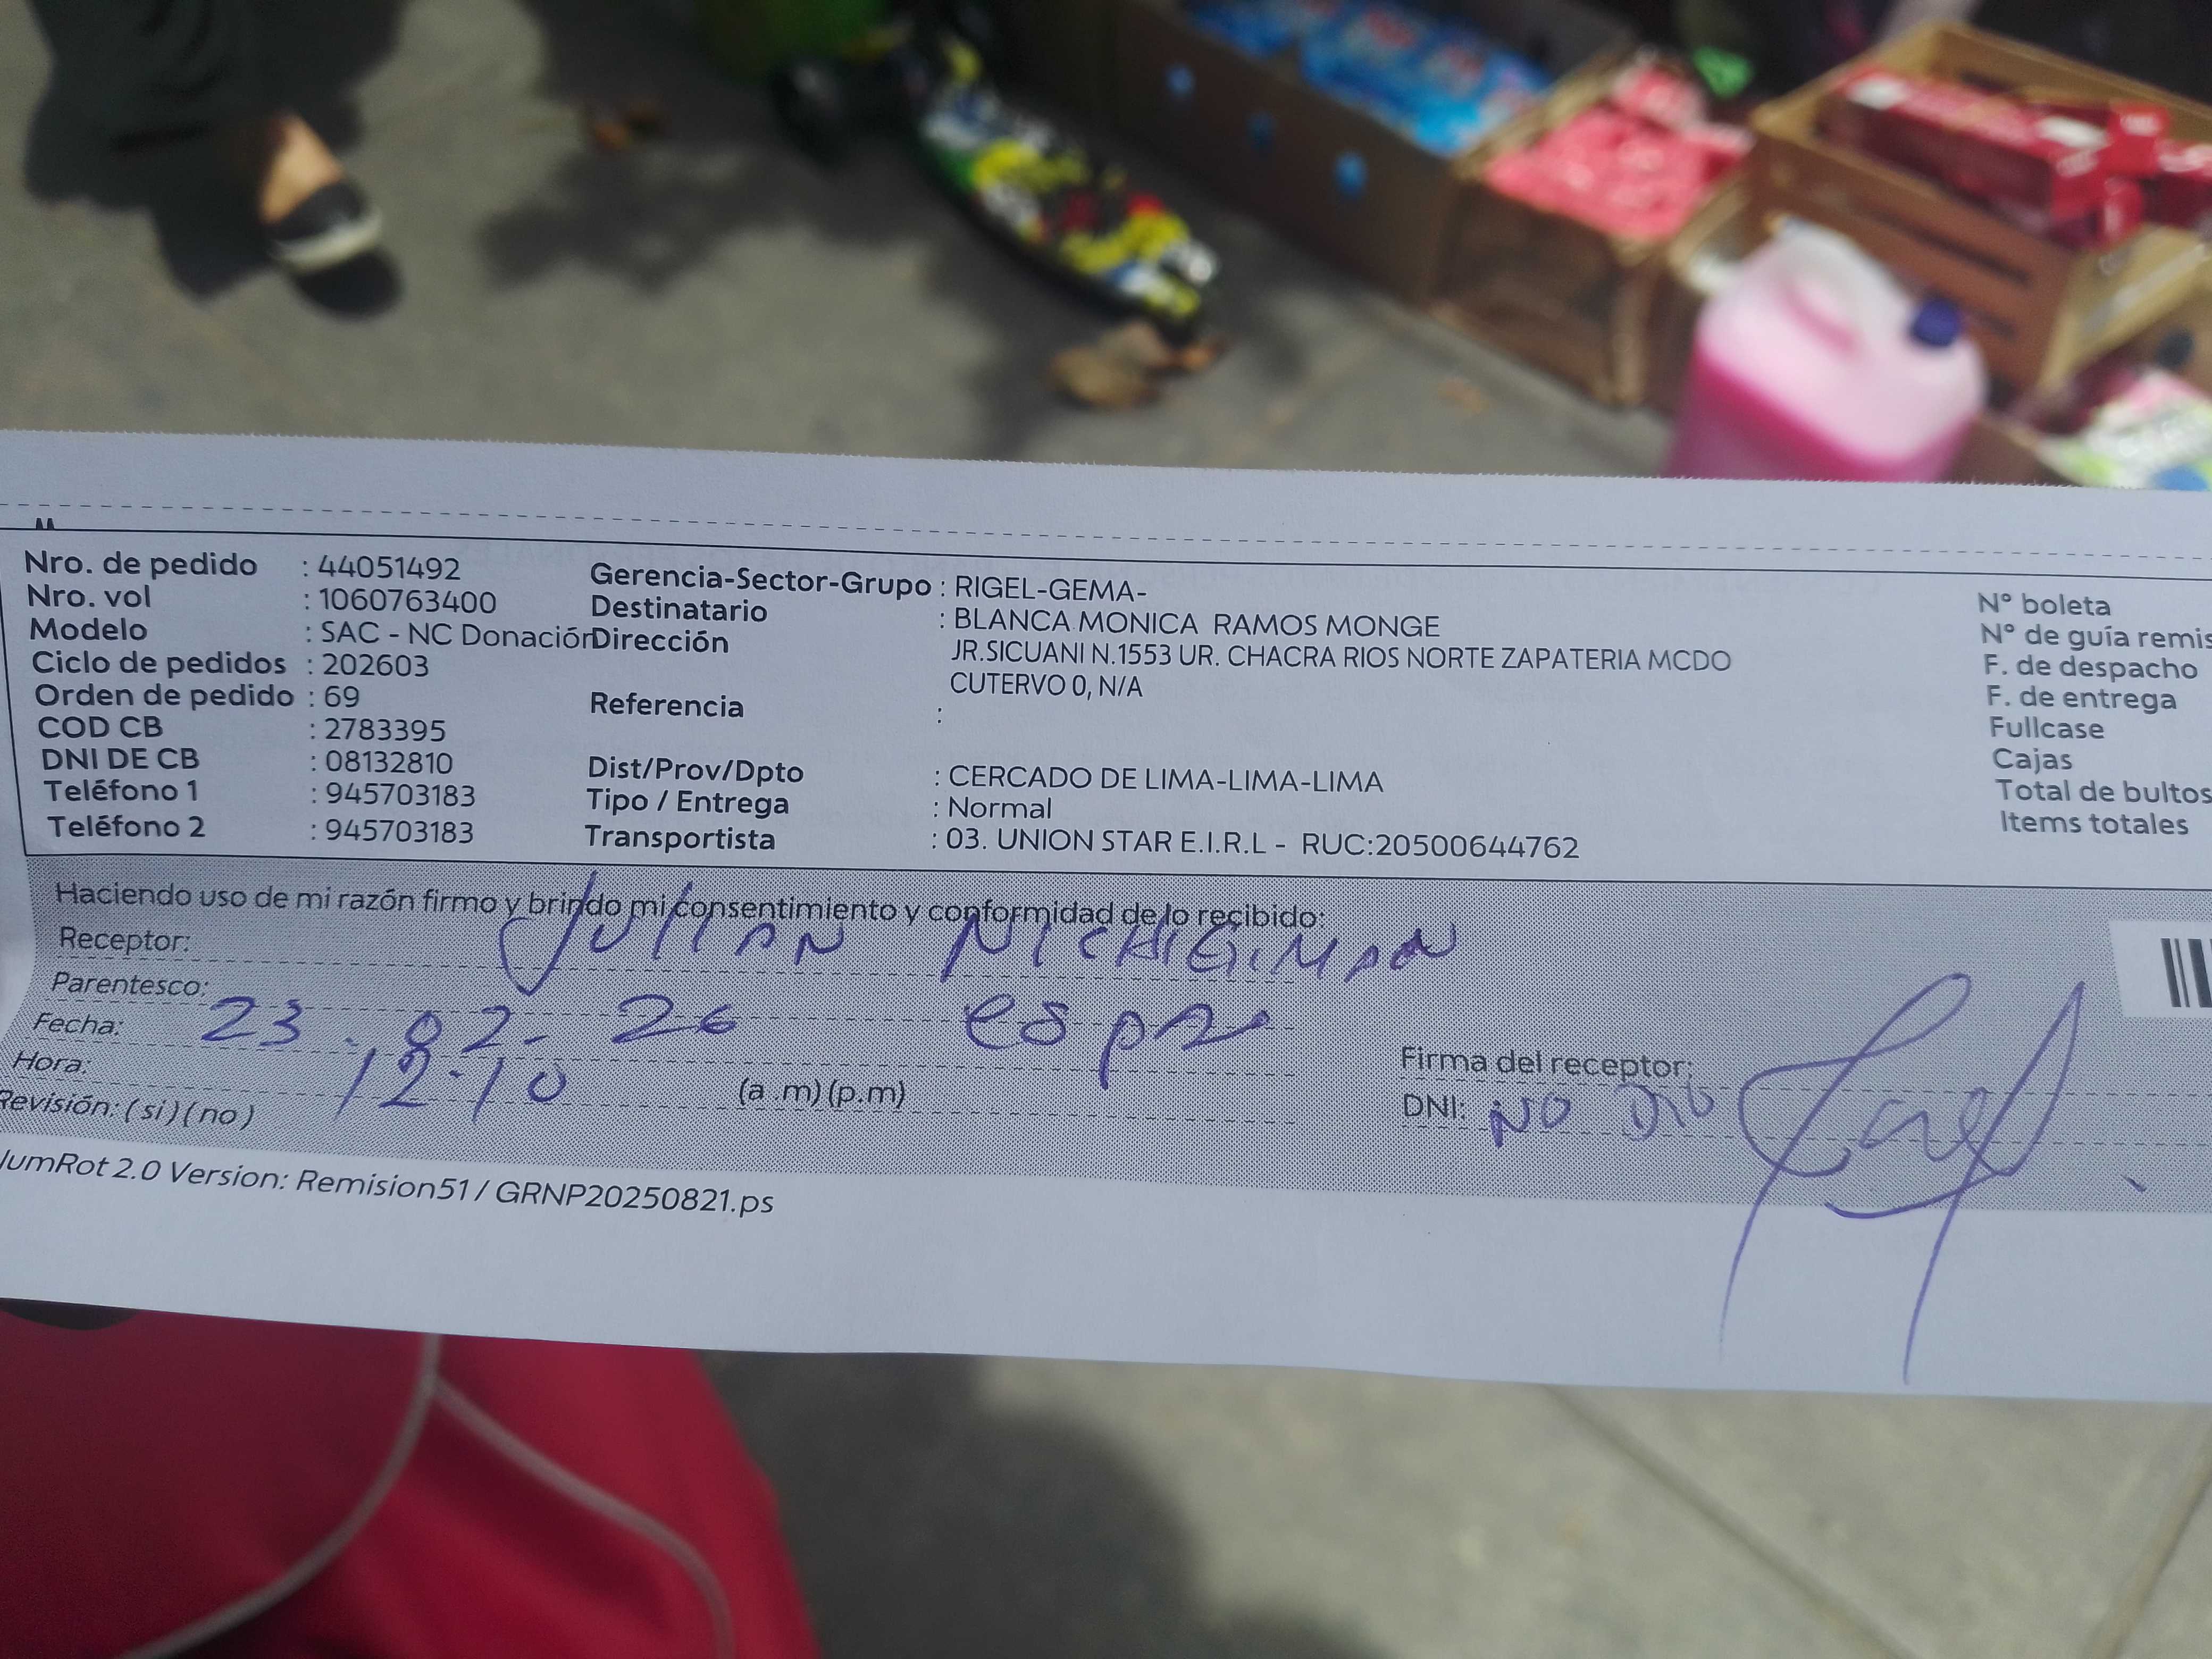 Nro. de pedido : 44051492
Nro. vol : 1060763400
Modelo : SAC - NC Donación
Ciclo de pedidos : 202603
Orden de pedido : 69
COD CB : 2783395
DNI DE CB : 08132810
Teléfono 1 : 945703183
Teléfono 2 : 945703183
Gerencia-Sector-Grupo : RIGEL-GEMA-
Destinatario : BLANCA MONICA RAMOS MONGE
Dirección JR.SICUANI N.1553 UR. CHACRA RIOS NORTE ZAPATERIA MCDO
CUTERVO 0, N/A
Referencia :
Dist/Prov/Dpto : CERCADO DE LIMA-LIMA-LIMA
Tipo / Entrega : Normal
Transportista : 03. UNION STAR E.I.R.L - RUC:20500644762
N° boleta
N° de guía remis
F. de despacho
F. de entrega
Fullcase
Cajas
Total de bultos
Items totales
Haciendo uso de mi razón firmo y brindo mi consentimiento y conformidad de lo recibido:
Receptor: JULIAN
Parentesco:
Fecha: 23-02-26
Hora: 12.10 (a .m)(p.m)
Revisión: (si)(no)
Firma del receptor:
DNI: NO DIO
umRot 2.0 Version: Remision51 / GRNP20250821.ps